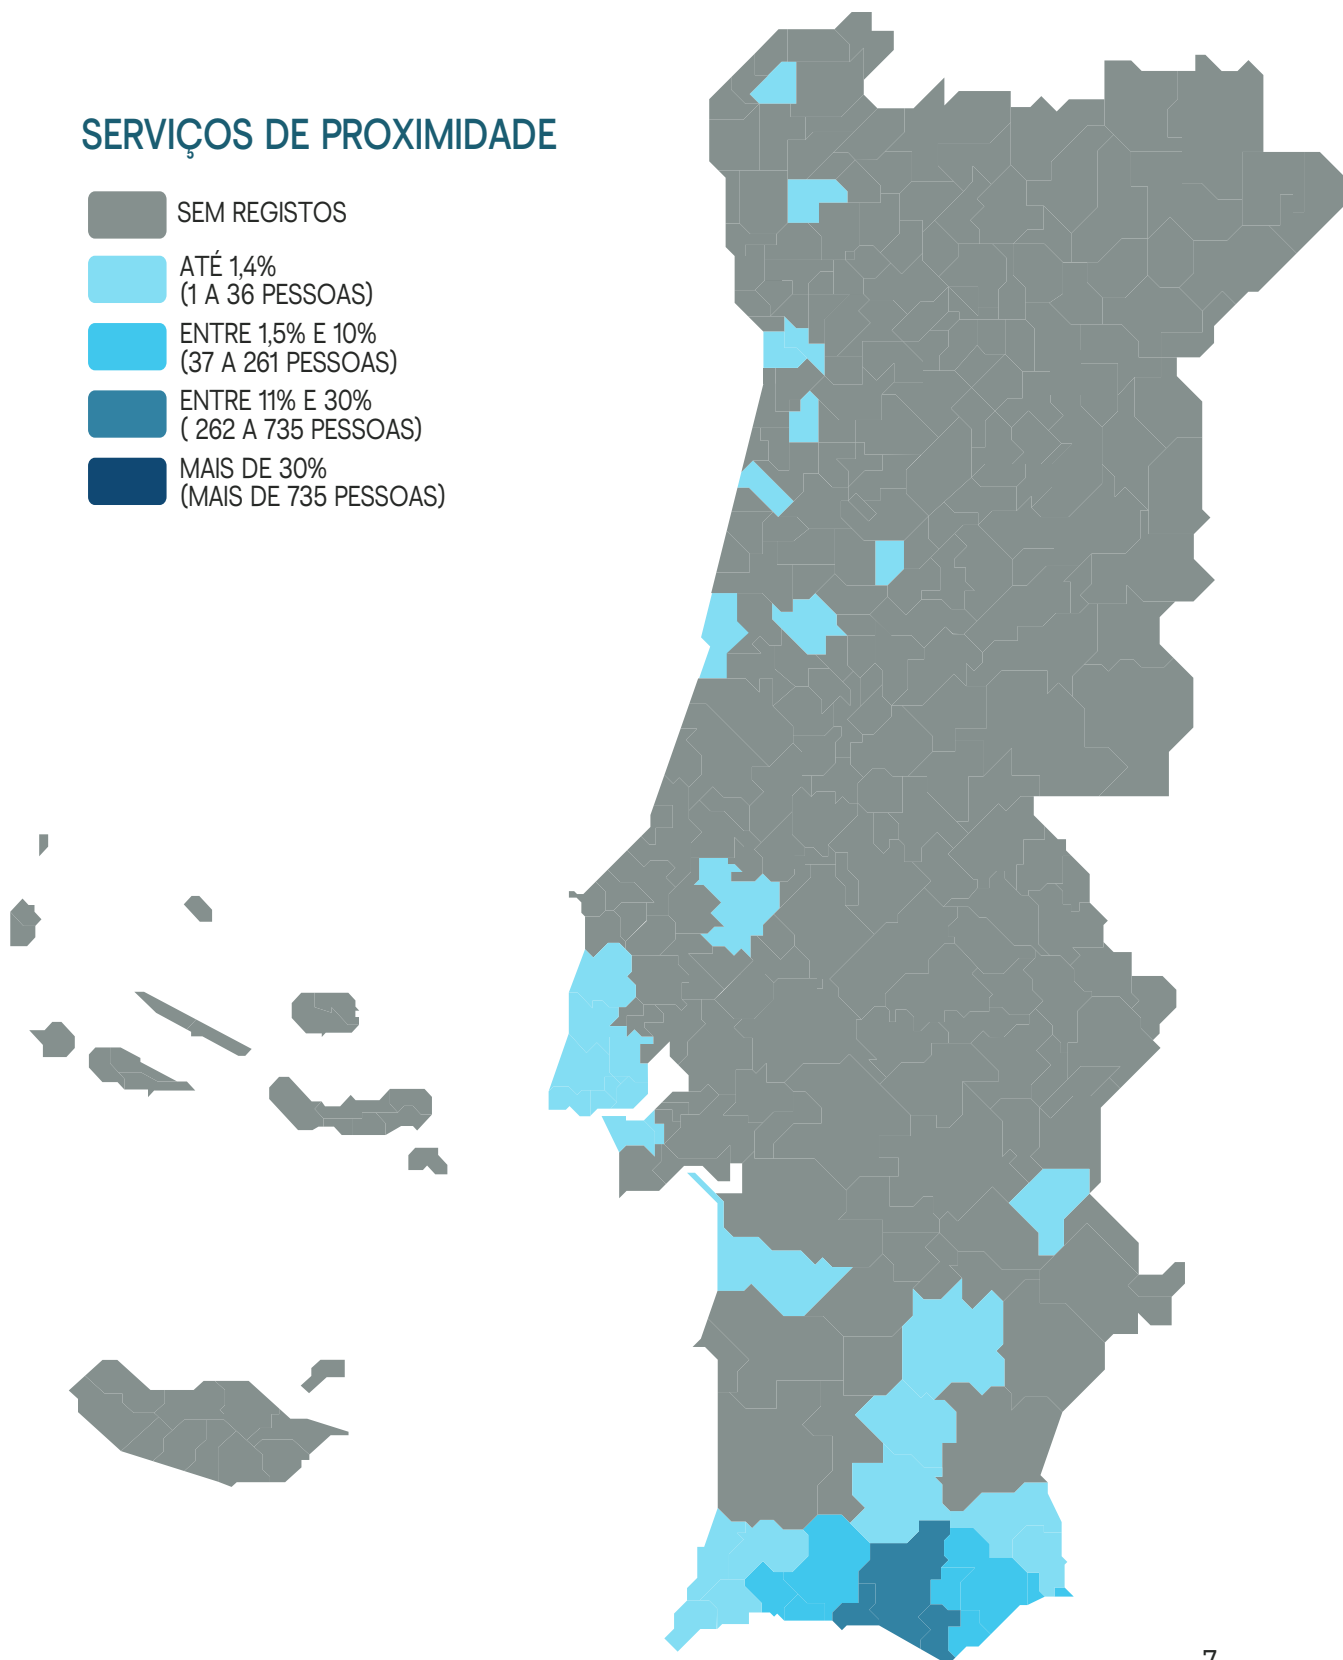 SERVIÇOS DE PROXIMIDADE
SEM REGISTOS
ATÉ 1,4%
(1 A 36 PESSOAS)
ENTRE 1,5% E 10%
(37 A 261 PESSOAS)
ENTRE 11% E 30%
( 262 A 735 PESSOAS)
MAIS DE 30%
(MAIS DE 735 PESSOAS)
7